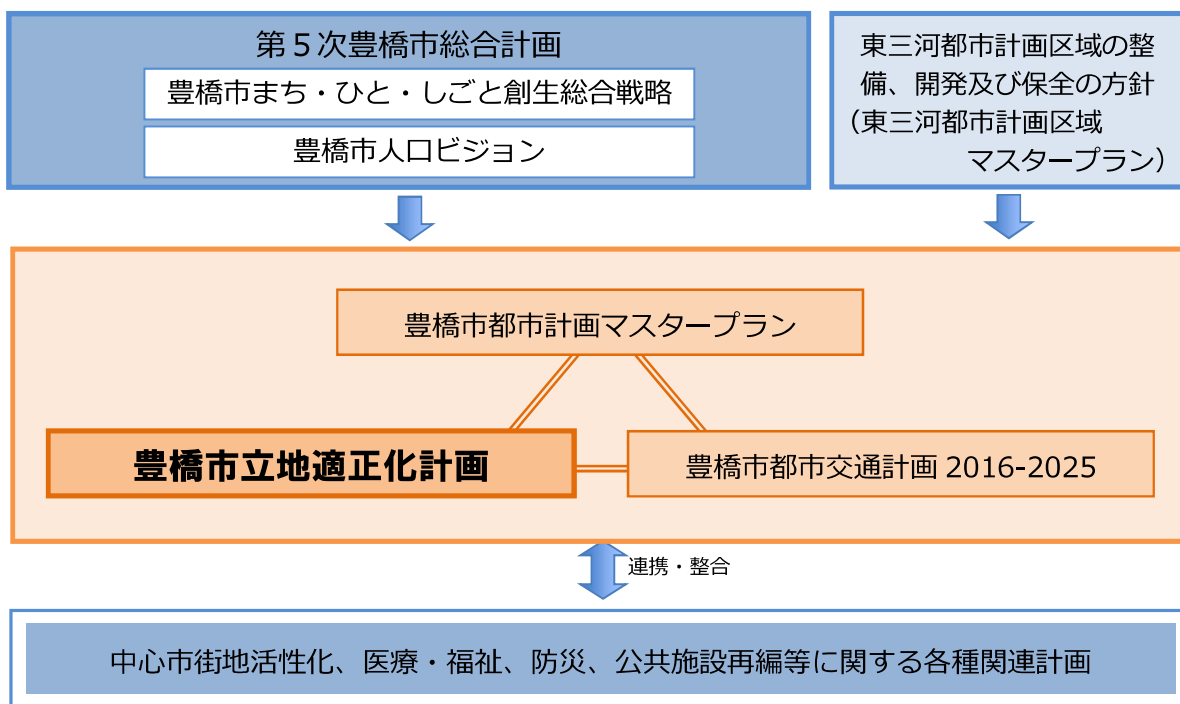 第5次豊橋市総合計画
豊橋市まち・ひと・しごと創生総合戦略
豊橋市人口ビジョン
東三河都市計画区域の整
備、開発及び保全の方針
（東三河都市計画区域
マスタープラン）
豊橋市都市計画マスタープラン
豊橋市立地適正化計画
豊橋市都市交通計画 2016-2025
連携・整合
中心市街地活性化、医療・福祉、防災、公共施設再編等に関する各種関連計画